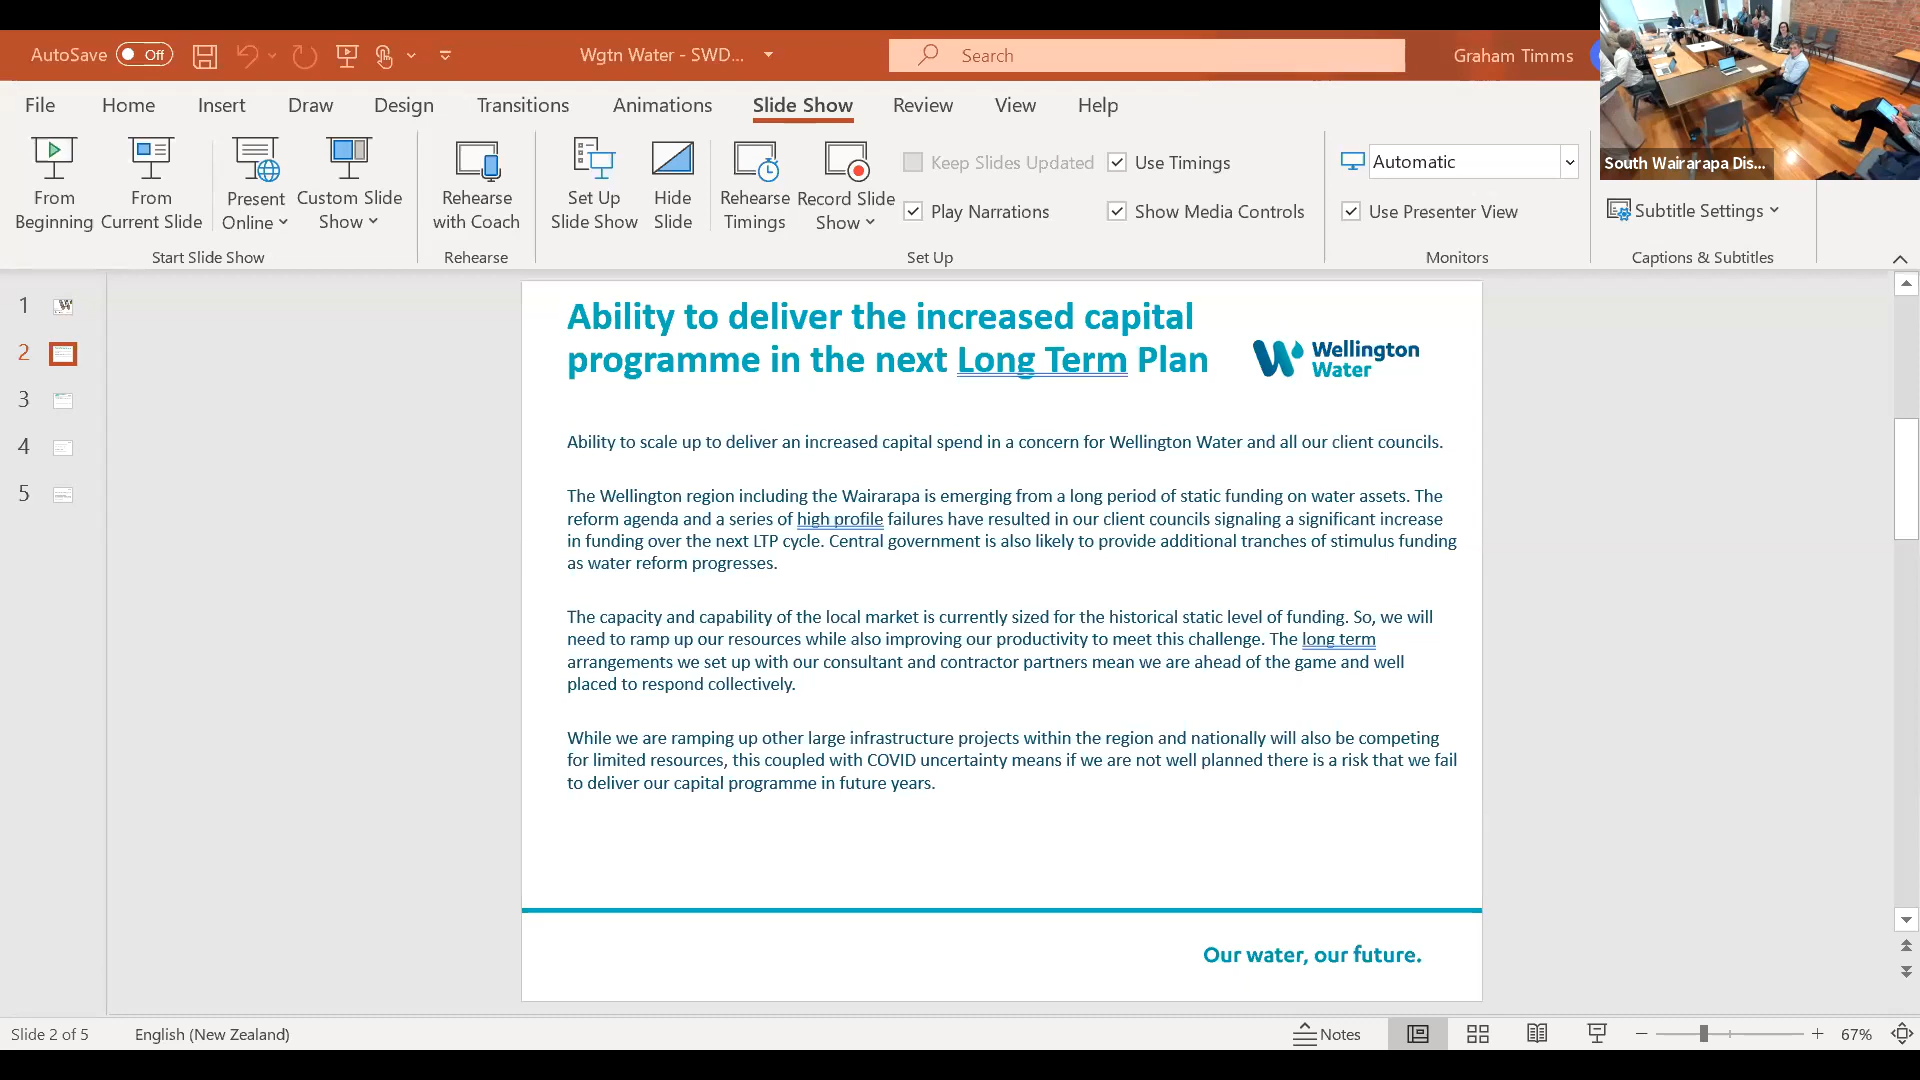 AutoSave Off Wgtn Water - SWD... Search Graham Timms
File Home Insert Draw Design Transitions Animations Slide Show Review View Help
South Wairarapa Dis...
From Beginning
From Current Slide
Present Online
Custom Slide Show
Start Slide Show
Rehearse with Coach
Rehearse
Set Up Slide Show
Hide Slide
Rehearse Timings
Record Slide Show
Keep Slides Updated
Play Narrations
Use Timings
Show Media Controls
Set Up
Automatic
Use Presenter View
Monitors
Subtitle Settings
Captions & Subtitles
1
2
3
4
5
Ability to deliver the increased capital
programme in the next Long Term Plan
Wellington
Water
Ability to scale up to deliver an increased capital spend in a concern for Wellington Water and all our client councils.
The Wellington region including the Wairarapa is emerging from a long period of static funding on water assets. The
reform agenda and a series of high profile failures have resulted in our client councils signaling a significant increase
in funding over the next LTP cycle. Central government is also likely to provide additional tranches of stimulus funding
as water reform progresses.
The capacity and capability of the local market is currently sized for the historical static level of funding. So, we will
need to ramp up our resources while also improving our productivity to meet this challenge. The long term
arrangements we set up with our consultant and contractor partners mean we are ahead of the game and well
placed to respond collectively.
While we are ramping up other large infrastructure projects within the region and nationally will also be competing
for limited resources, this coupled with COVID uncertainty means if we are not well planned there is a risk that we fail
to deliver our capital programme in future years.
Our water, our future.
Slide 2 of 5 English (New Zealand) Notes 67%